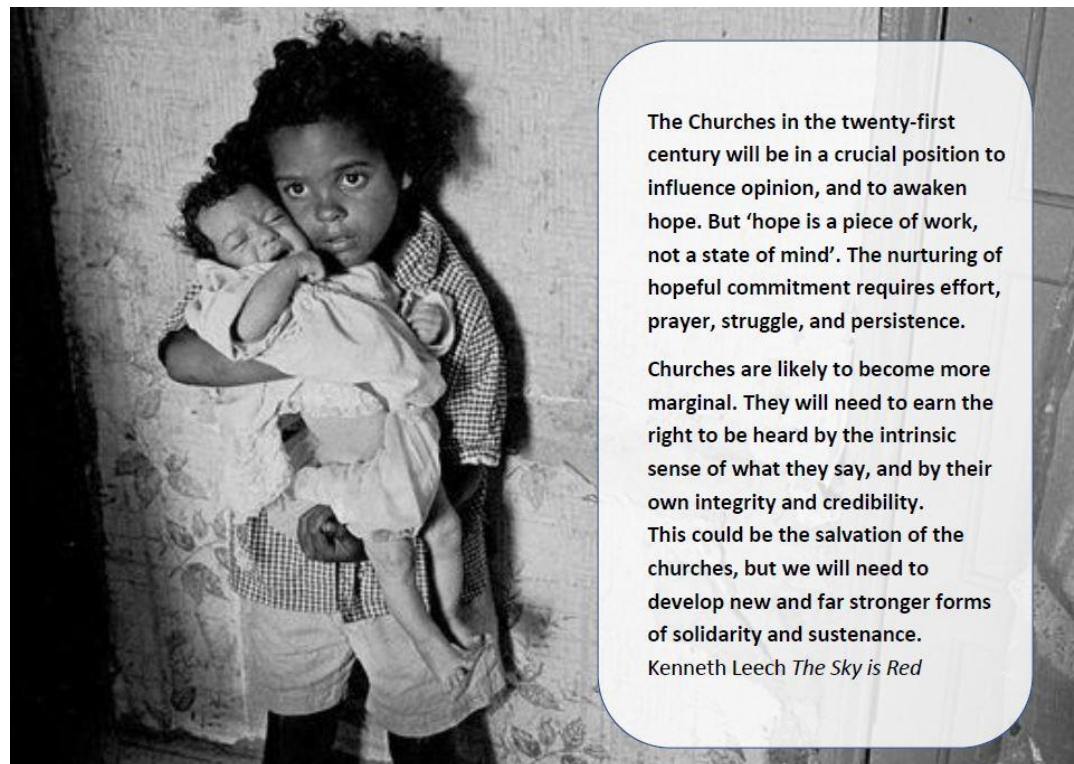 The Churches in the twenty-first
century will be in a crucial position to
influence opinion, and to awaken
hope. But ‘hope is a piece of work,
not a state of mind’. The nurturing of
hopeful commitment requires effort,
prayer, struggle, and persistence.
Churches are likely to become more
marginal. They will need to earn the
right to be heard by the intrinsic
sense of what they say, and by their
own integrity and credibility.
This could be the salvation of the
churches, but we will need to
develop new and far stronger forms
of solidarity and sustenance.
Kenneth Leech The Sky is Red